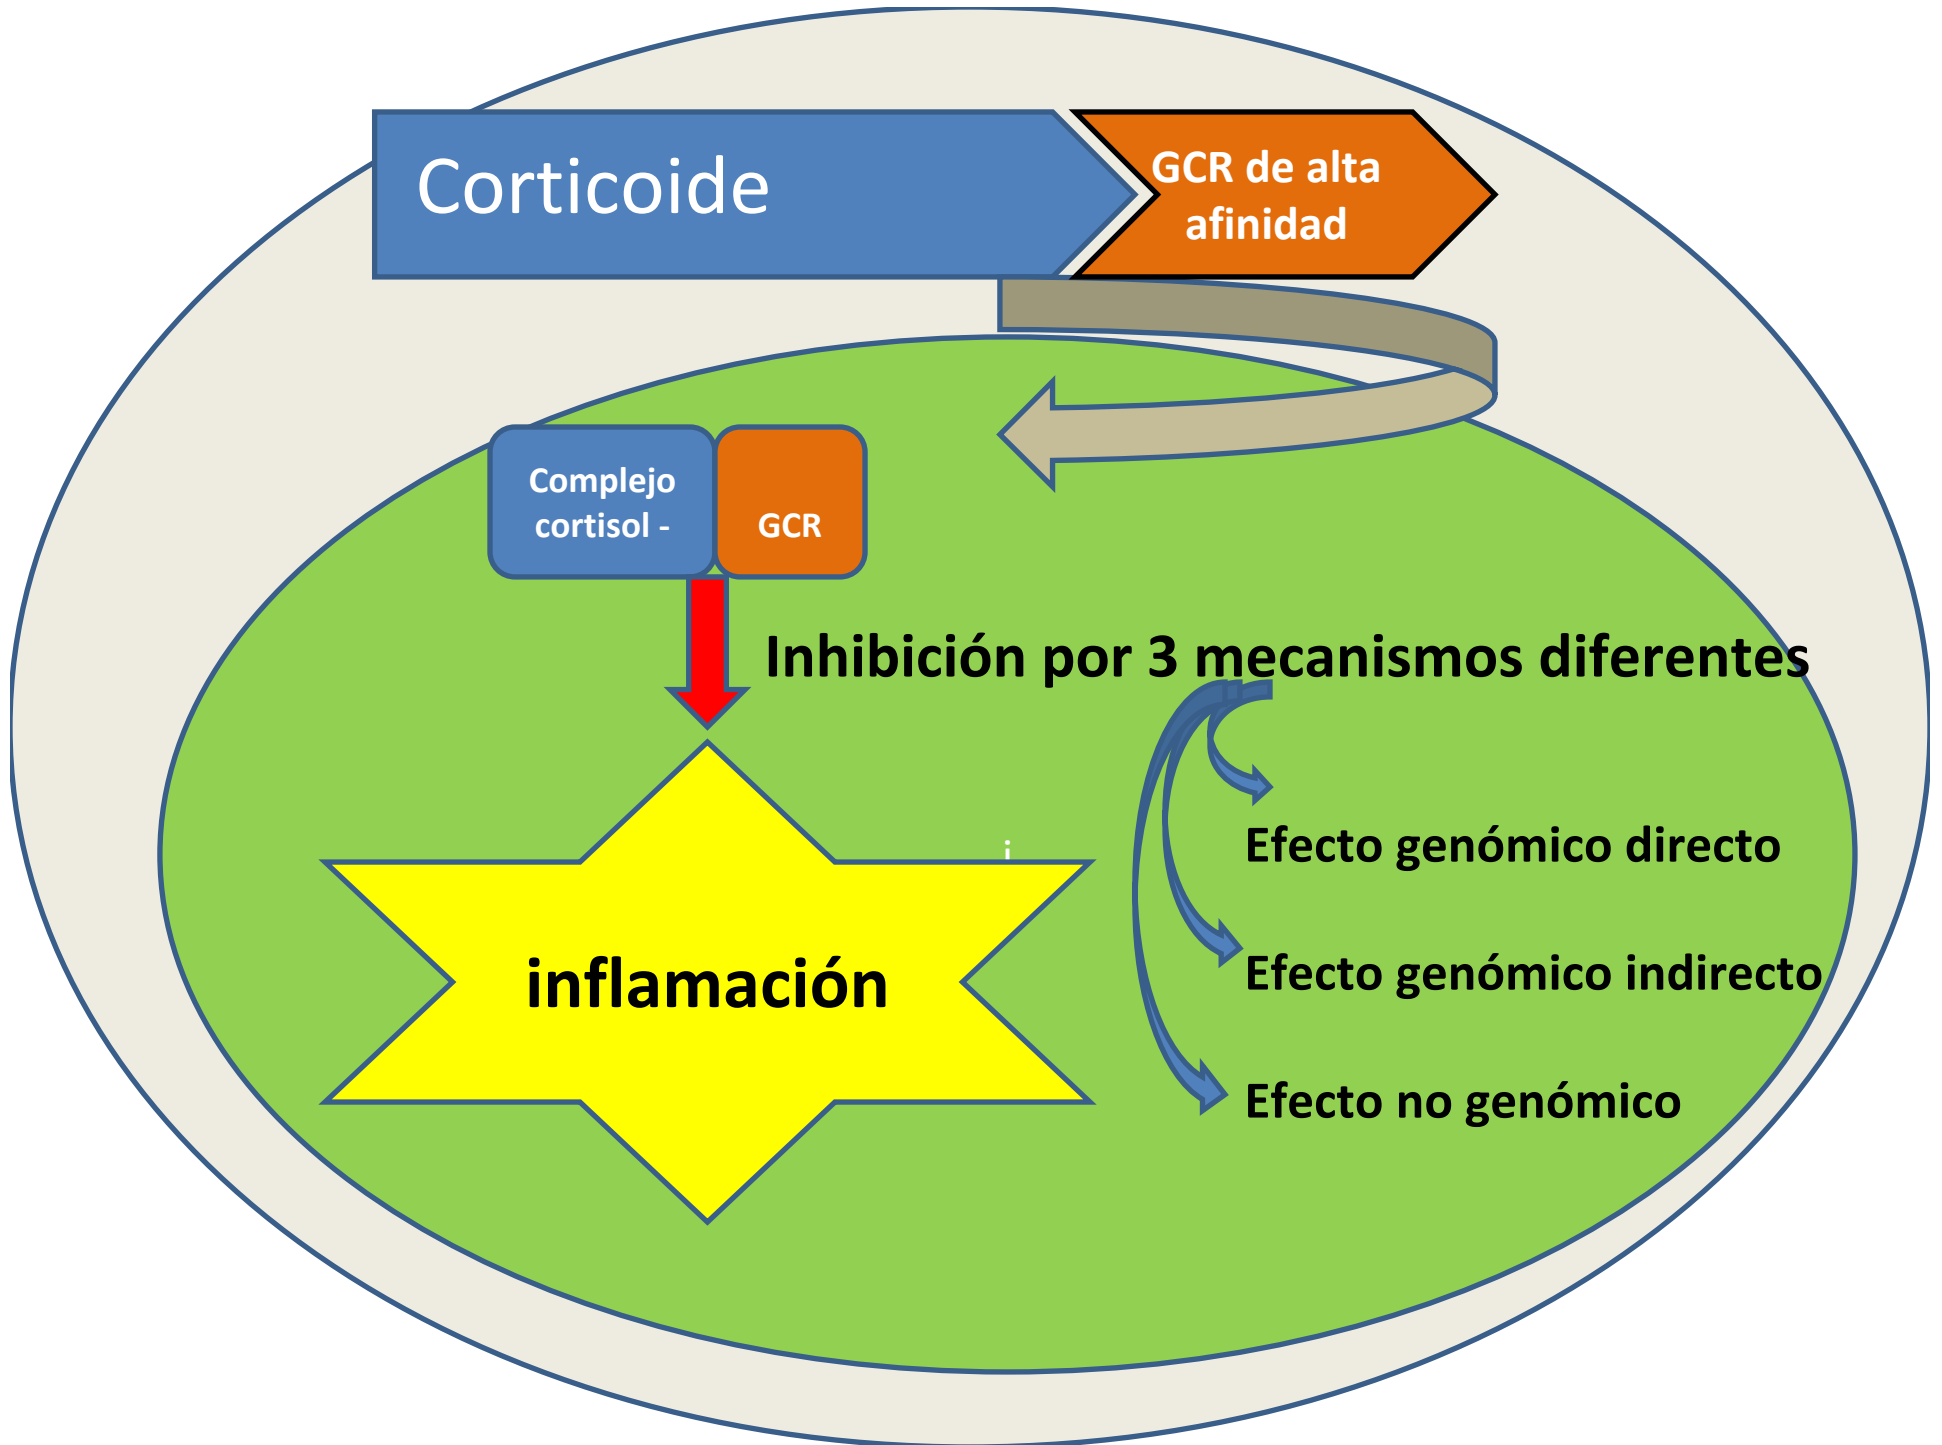 Corticoide
GCR de alta
afinidad
Complejo
cortisol -
GCR
Inhibición por 3 mecanismos diferentes
i
Efecto genómico directo
inflamación
Efecto genómico indirecto
Efecto no genómico